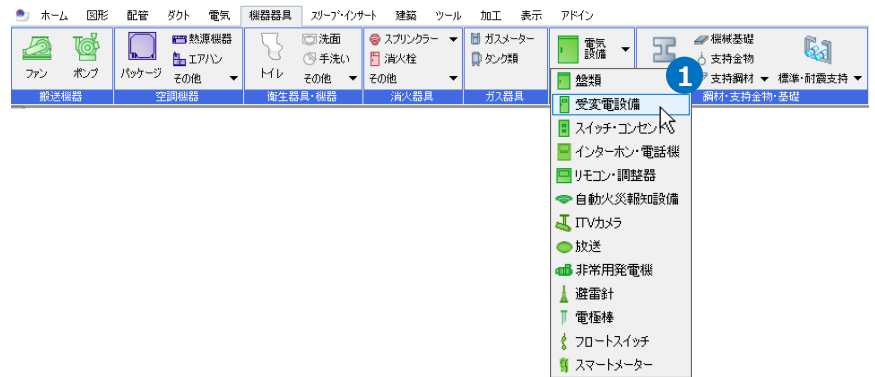 ホーム 図形 配管 ダクト 電気 機器器具 スリーブ・インサート 建築 ツール 加工 表示 アドイン
ファン ポンプ
搬送機器
パッケージ 熱源機器
エアハン
その他
空調機器
トイレ 洗面
手洗い
その他
衛生器具・機器
スプリンクラー
消火栓
その他
消火器具
ガスメーター
タンク類
ガス器具
電気
設備
機械基礎
支持金物
支持鋼材 標準・耐震支持
鋼材・支持金物・基礎
1
盤類
受変電設備
スイッチ・コンセント
インターホン・電話機
リモコン・調整器
自動火災報知設備
ITVカメラ
放送
非常用発電機
避雷針
電極棒
フロートスイッチ
スマートメーター